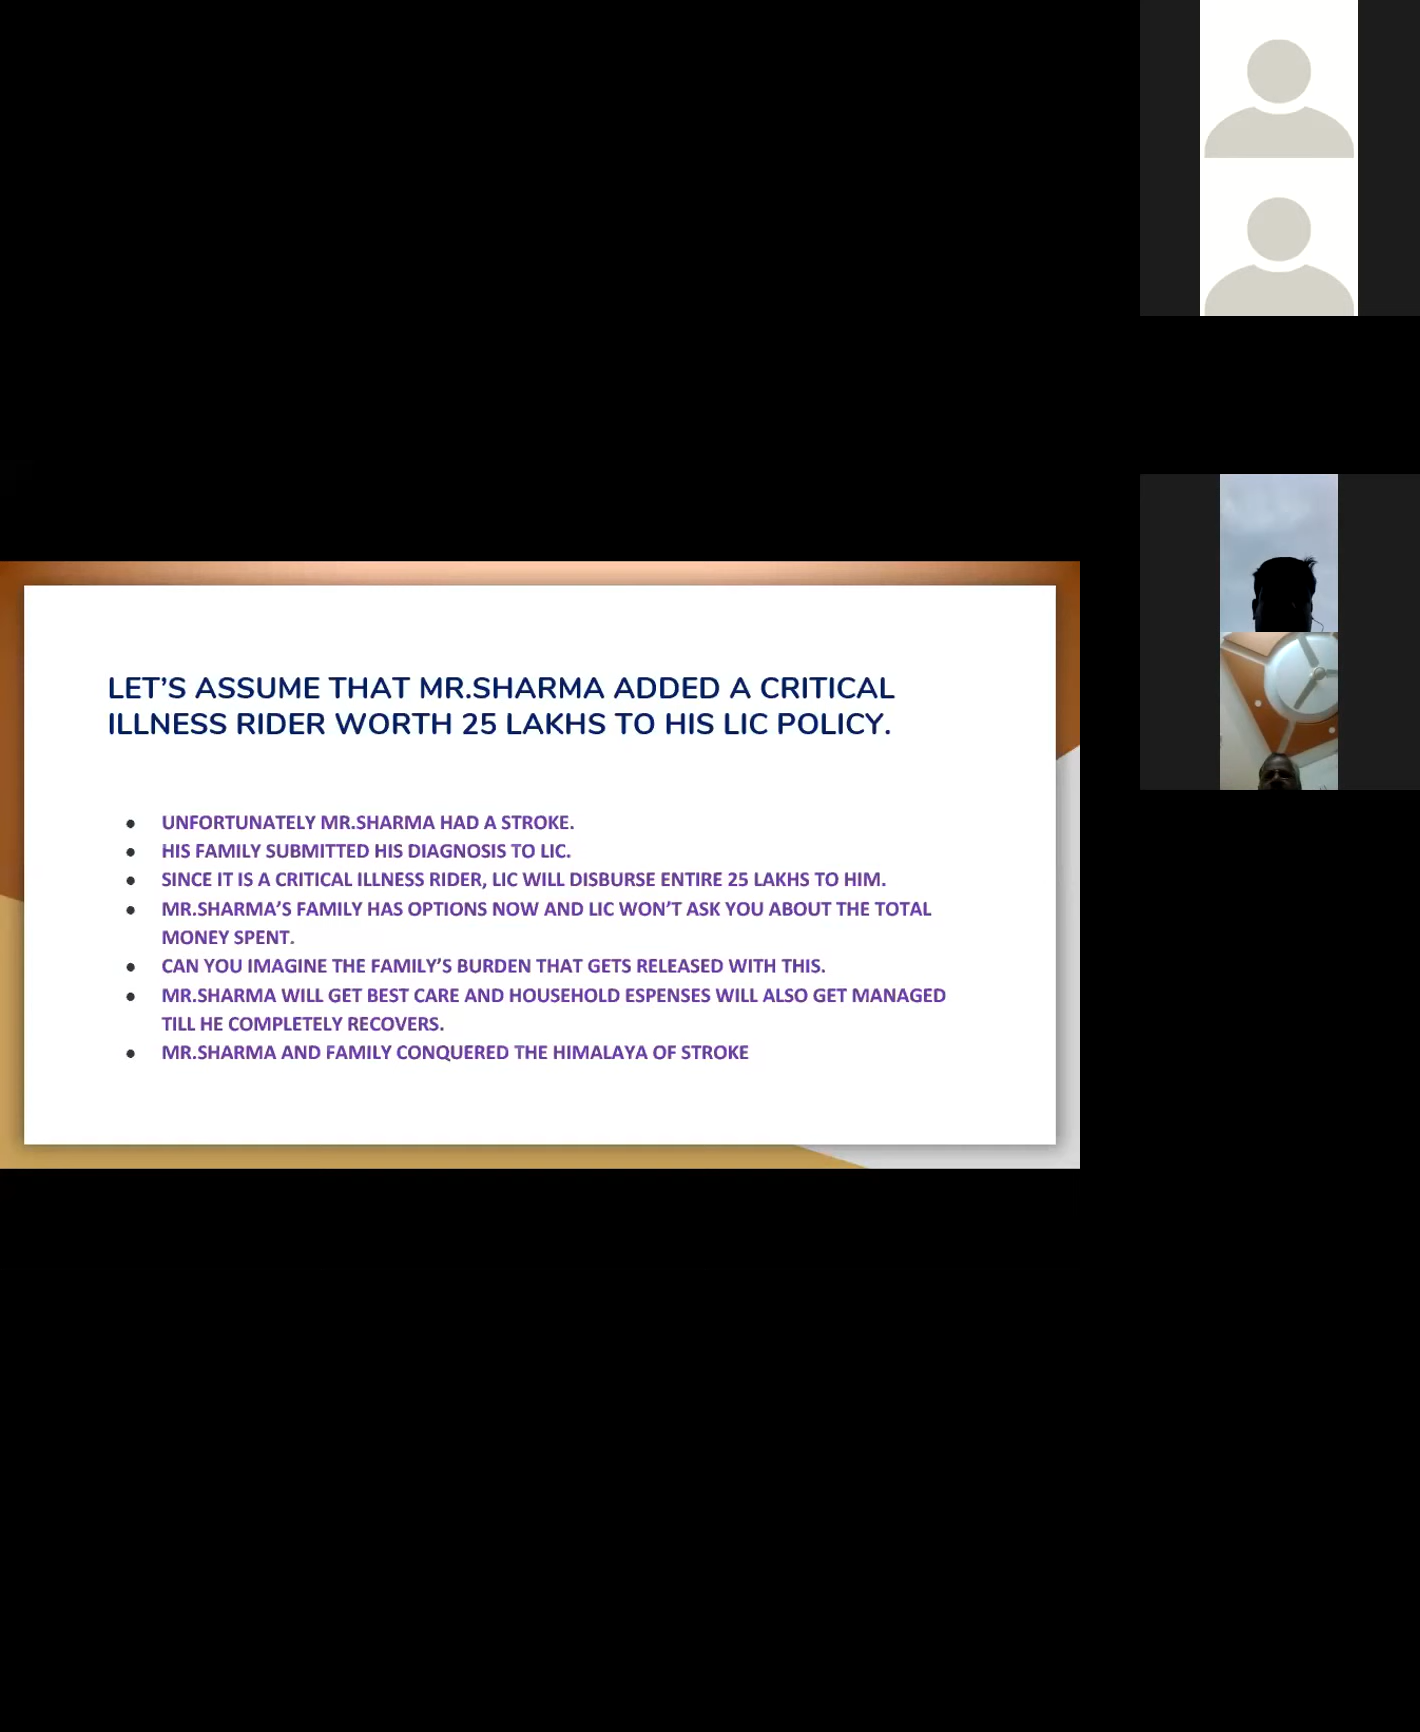 LET’S ASSUME THAT MR.SHARMA ADDED A CRITICAL
ILLNESS RIDER WORTH 25 LAKHS TO HIS LIC POLICY.
● UNFORTUNATELY MR.SHARMA HAD A STROKE.
● HIS FAMILY SUBMITTED HIS DIAGNOSIS TO LIC.
● SINCE IT IS A CRITICAL ILLNESS RIDER, LIC WILL DISBURSE ENTIRE 25 LAKHS TO HIM.
● MR.SHARMA’S FAMILY HAS OPTIONS NOW AND LIC WON’T ASK YOU ABOUT THE TOTAL
MONEY SPENT.
● CAN YOU IMAGINE THE FAMILY’S BURDEN THAT GETS RELEASED WITH THIS.
● MR.SHARMA WILL GET BEST CARE AND HOUSEHOLD ESPENSES WILL ALSO GET MANAGED
TILL HE COMPLETELY RECOVERS.
● MR.SHARMA AND FAMILY CONQUERED THE HIMALAYA OF STROKE